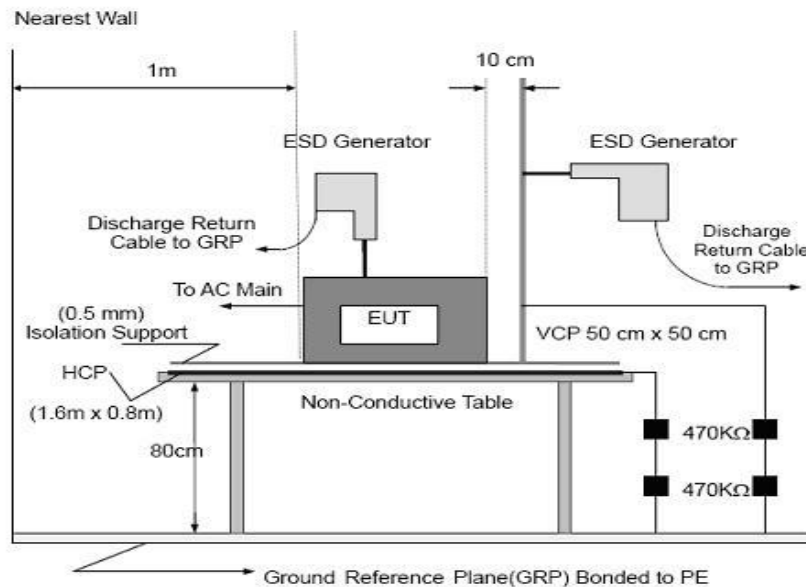 Nearest Wall
1m
10 cm
ESD Generator
ESD Generator
Discharge Return
Cable to GRP
Discharge
Return Cable
to GRP
To AC Main
EUT
(0.5 mm)
Isolation Support
VCP 50 cm x 50 cm
HCP
(1.6m x 0.8m)
Non-Conductive Table
80cm
470KΩ
470KΩ
Ground Reference Plane(GRP) Bonded to PE